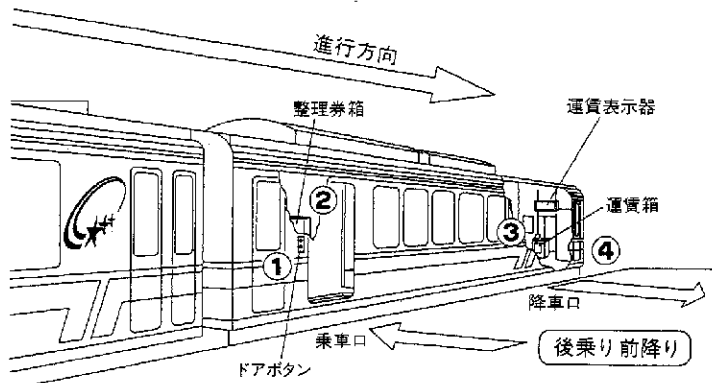 進行方向
整理券箱
運賃表示器
②
運賃箱
③
④
①
降車口
乗車口
後乗り前降り
ドアボタン